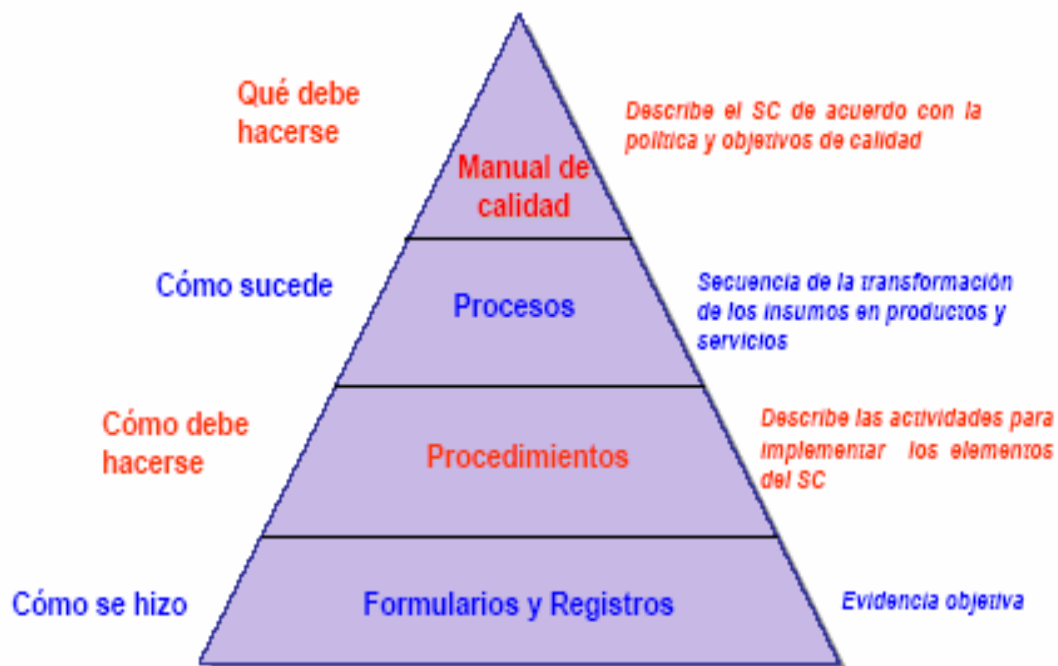 Qué debe
hacerse
Describe el SC de acuerdo con la
política y objetivos de calidad
Manual de
calidad
Cómo sucede
Procesos
Secuencia de la transformación
de los insumos en productos y
servicios
Cómo debe
hacerse
Procedimientos
Describe las actividades para
implementar los elementos
del SC
Cómo se hizo
Formularios y Registros
Evidencia objetiva